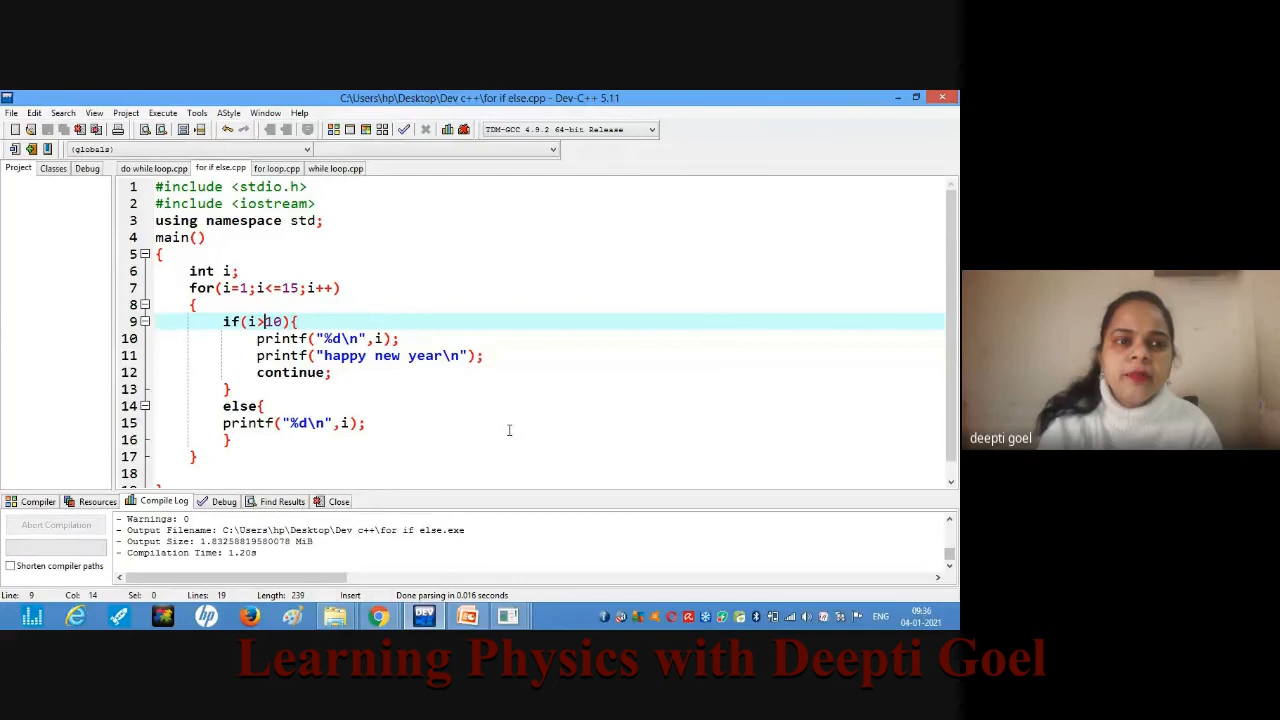 C:\Users\hp\Desktop\Dev c++\for if else.cpp - Dev-C++ 5.11
File Edit Search View Project Execute Tools AStyle Window Help
TDM-GCC 4.9.2 64-bit Release
(globals)
Project Classes Debug
do while loop.cpp for if else.cpp for loop.cpp while loop.cpp
1 #include <stdio.h>
2 #include <iostream>
3 using namespace std;
4 main()
5 {
6 int i;
7 for(i=1;i<=15;i++)
8 {
9 if(i>10){
10 printf("%d\n",i);
11 printf("happy new year\n");
12 continue;
13 }
14 else{
15 printf("%d\n",i);
16 }
17 }
18
deepti goel
Compiler Resources Compile Log Debug Find Results Close
Abort Compilation
Shorten compiler paths
- Warnings: 0
- Output Filename: C:\Users\hp\Desktop\Dev c++\for if else.exe
- Output Size: 1.83258819580078 MiB
- Compilation Time: 1.20s
Line: 9 Col: 14 Sel: 0 Lines: 19 Length: 239 Insert Done parsing in 0.016 seconds
DEV
ENG
09:36
04-01-2021
Learning Physics with Deepti Goel